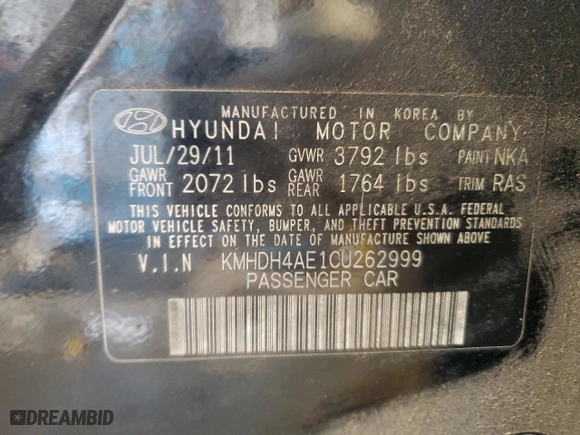 MANUFACTURED IN KOREA BY
HYUNDAI MOTOR COMPANY
JUL/29/11 GVWR 3792 lbs PAINT NKA
GAWR FRONT 2072 lbs GAWR REAR 1764 lbs TRIM RAS
THIS VEHICLE CONFORMS TO ALL APPLICABLE U.S.A. FEDERAL
MOTOR VEHICLE SAFETY, BUMPER, AND THEFT PREVENTION STANDARDS
IN EFFECT ON THE DATE OF MANUFACTURE SHOWN ABOVE.
V.I.N KMHDH4AE1CU262999
PASSENGER CAR
DREAMBID